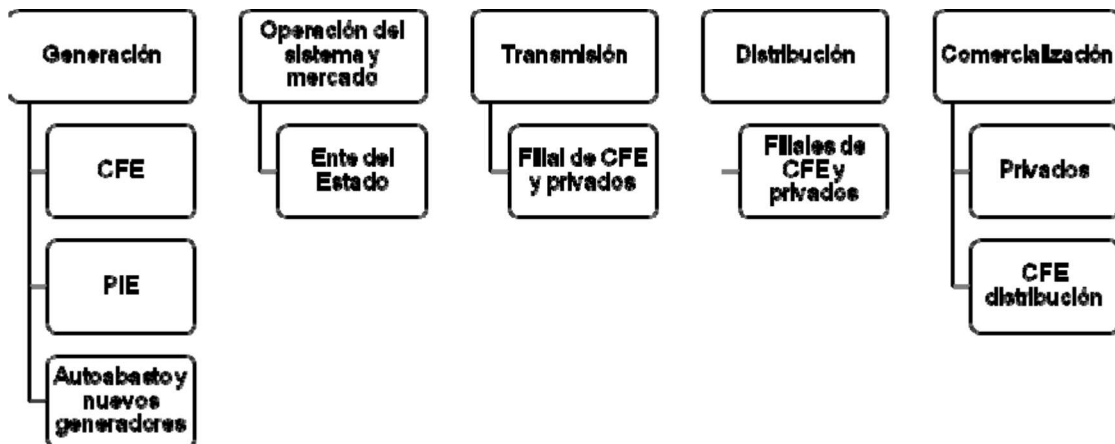 Generación
Operación del
sistema y
mercado
Transmisión
Distribución
Comercialización
CFE
Ente del
Estado
Filial de CFE
y privados
Filiales de
CFE y
privados
Privados
PIE
CFE
distribución
Autoabasto y
nuevos
generadores